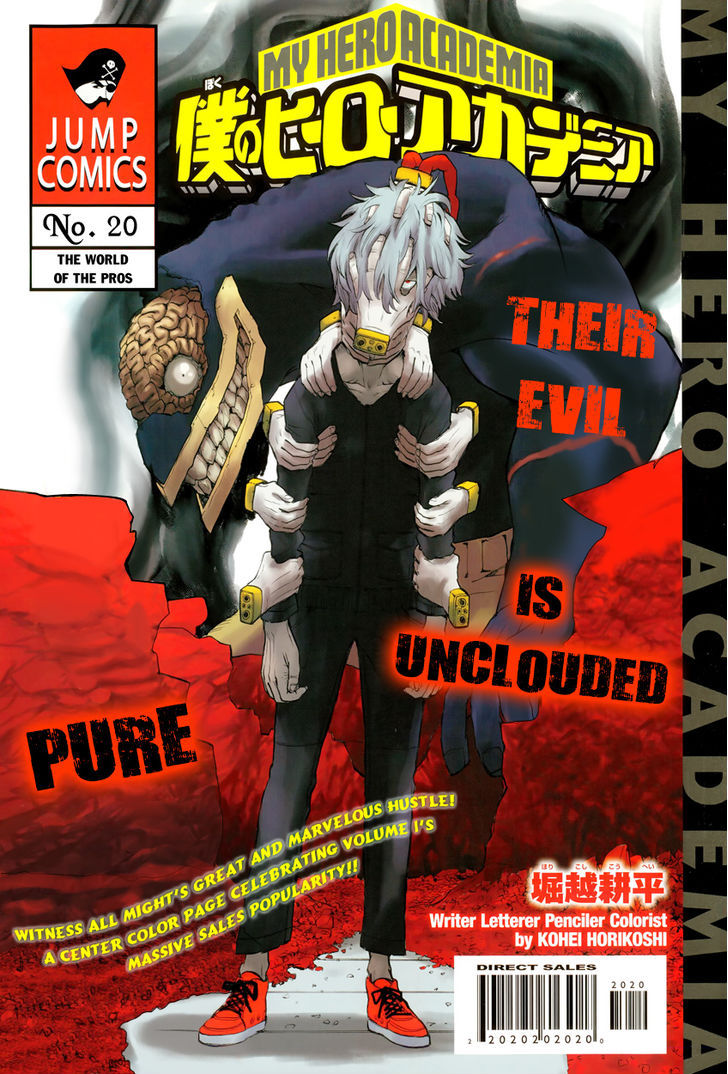 JUMP
COMICS
No. 20
THE WORLD
OF THE PROS
MY HERO ACADEMIA
ぼく
僕のヒーローアカデミア
MY HERO ACADEMIA
THEIR
EVIL
IS
UNCLOUDED
PURE
WITNESS ALL MIGHT'S GREAT AND MARVELOUS HUSTLE!
A CENTER COLOR PAGE CELEBRATING VOLUME 1'S
MASSIVE SALES POPULARITY!!
ほり こし こう へい
堀越耕平
Writer Letterer Penciler Colorist
by KOHEI HORIKOSHI
DIRECT SALES
2020
2 20202 02020 0